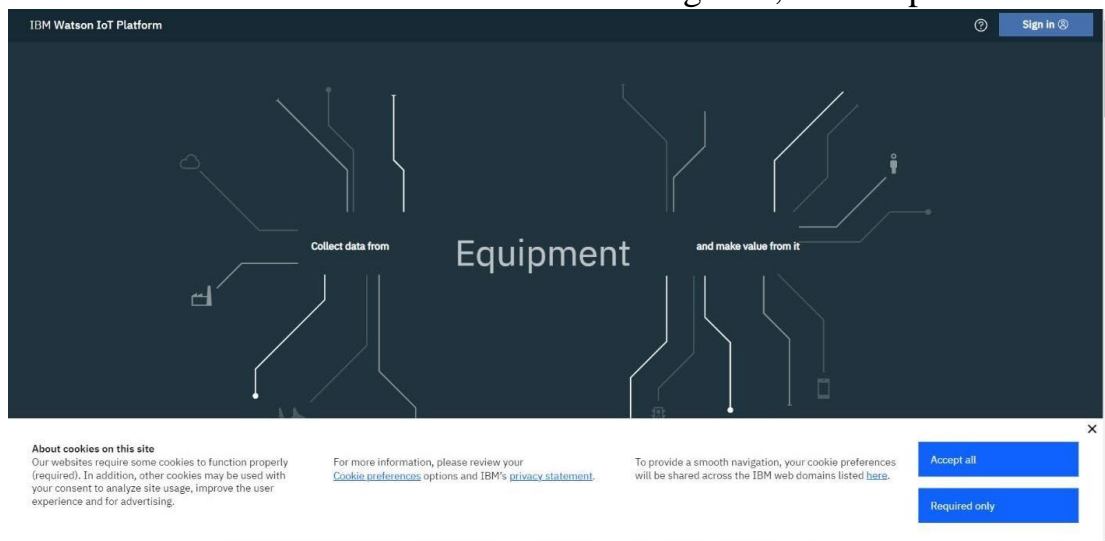 IBM Watson IoT Platform
Sign in
Collect data from
Equipment
and make value from it
About cookies on this site
Our websites require some cookies to function properly
(required). In addition, other cookies may be used with
your consent to analyze site usage, improve the user
experience and for advertising.
For more information, please review your
Cookie preferences options and IBM's privacy statement.
To provide a smooth navigation, your cookie preferences
will be shared across the IBM web domains listed here.
Accept all
Required only